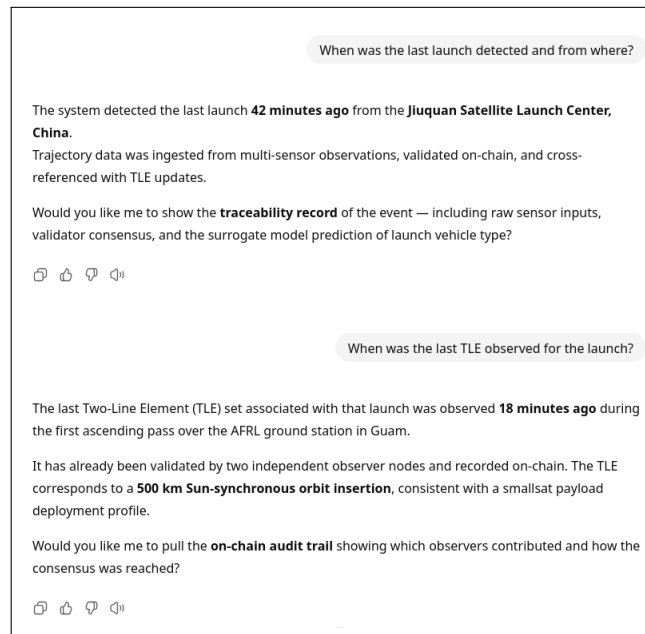 When was the last launch detected and from where?
The system detected the last launch 42 minutes ago from the Jiuquan Satellite Launch Center,
China.
Trajectory data was ingested from multi-sensor observations, validated on-chain, and cross-
referenced with TLE updates.
Would you like me to show the traceability record of the event — including raw sensor inputs,
validator consensus, and the surrogate model prediction of launch vehicle type?
When was the last TLE observed for the launch?
The last Two-Line Element (TLE) set associated with that launch was observed 18 minutes ago during
the first ascending pass over the AFRL ground station in Guam.
It has already been validated by two independent observer nodes and recorded on-chain. The TLE
corresponds to a 500 km Sun-synchronous orbit insertion, consistent with a smallsat payload
deployment profile.
Would you like me to pull the on-chain audit trail showing which observers contributed and how the
consensus was reached?